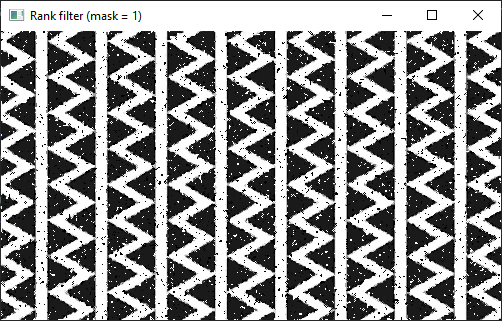 Rank filter (mask = 1)